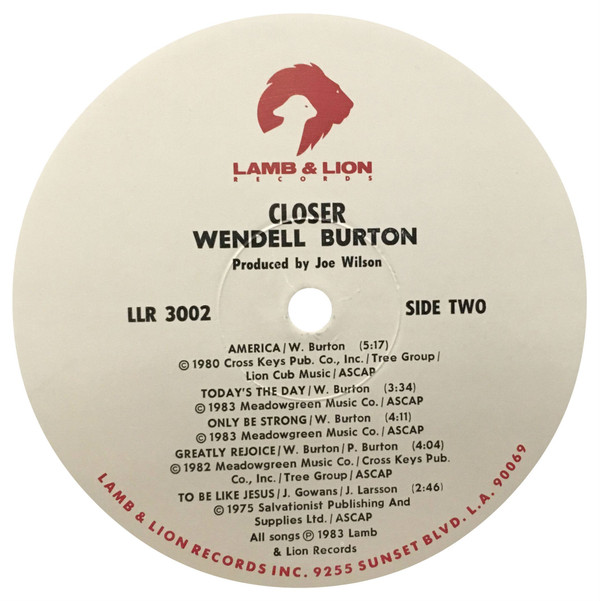 LAMB & LION
RECORDS
CLOSER
WENDELL BURTON
Produced by Joe Wilson
LLR 3002
SIDE TWO
AMERICA/W. Burton (5:17)
© 1980 Cross Keys Pub. Co., Inc./Tree Group/
Lion Cub Music/ASCAP
TODAY'S THE DAY/W. Burton (3:34)
© 1983 Meadowgreen Music Co./ASCAP
ONLY BE STRONG/W. Burton (4:11)
© 1983 Meadowgreen Music Co./ASCAP
GREATLY REJOICE/W. Burton/P. Burton (4:04)
© 1982 Meadowgreen Music Co./Cross Keys Pub.
Co., Inc./Tree Group/ASCAP
TO BE LIKE JESUS/J. Gowans/J. Larsson (2:46)
© 1975 Salvationist Publishing And
Supplies Ltd./ASCAP
All songs ℗ 1983 Lamb
& Lion Records
LAMB & LION RECORDS INC. 9255 SUNSET BLVD. L.A. 90069